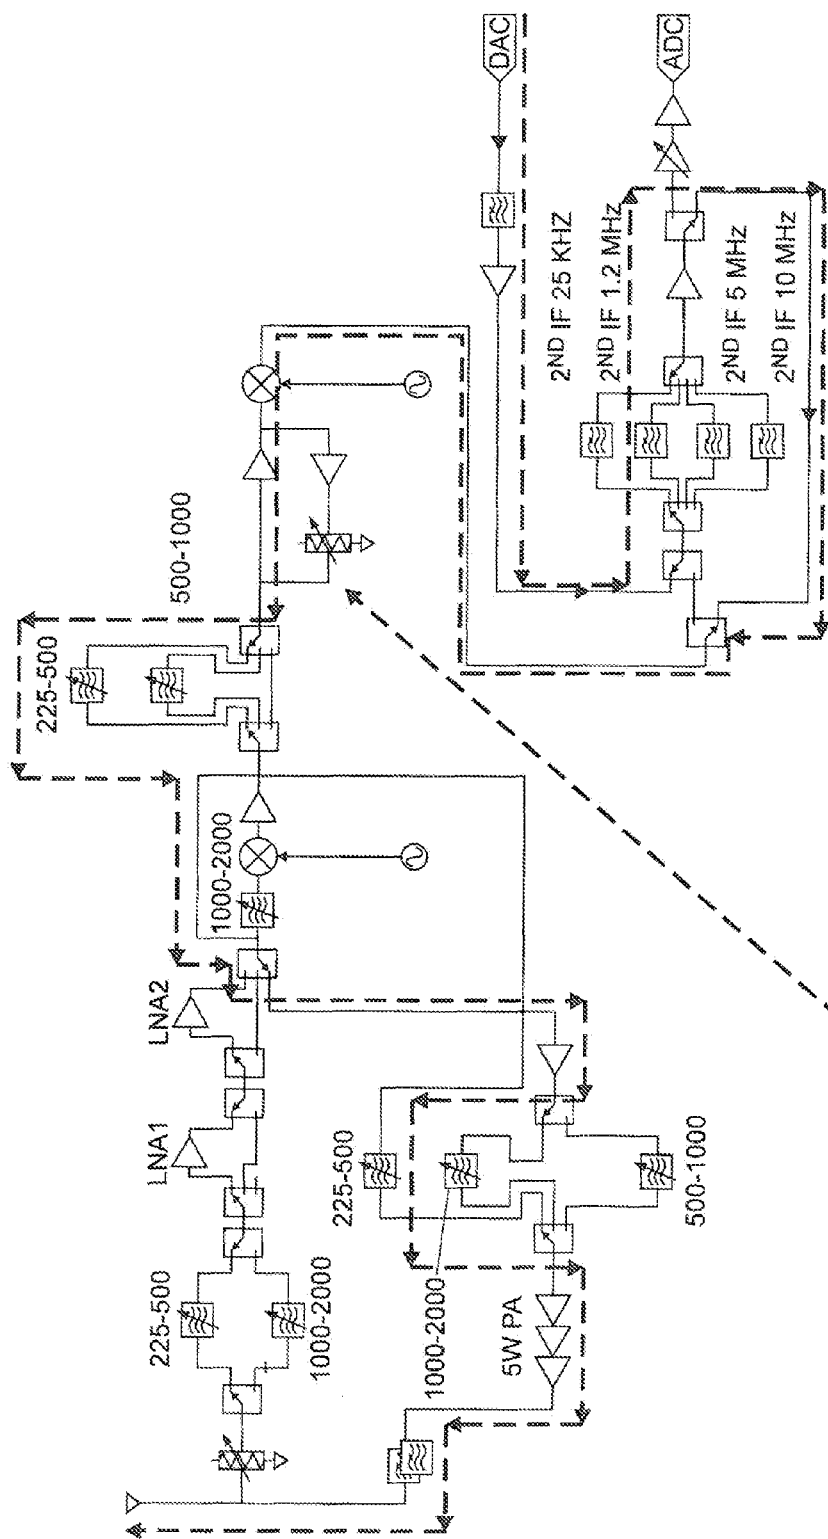 225-500
1000-2000
LNA1
LNA2
1000-2000
225-500
500-1000
5W PA
1000-2000
225-500
500-1000
DAC
ADC
2ND IF 25 KHZ
2ND IF 1.2 MHz
2ND IF 5 MHz
2ND IF 10 MHz